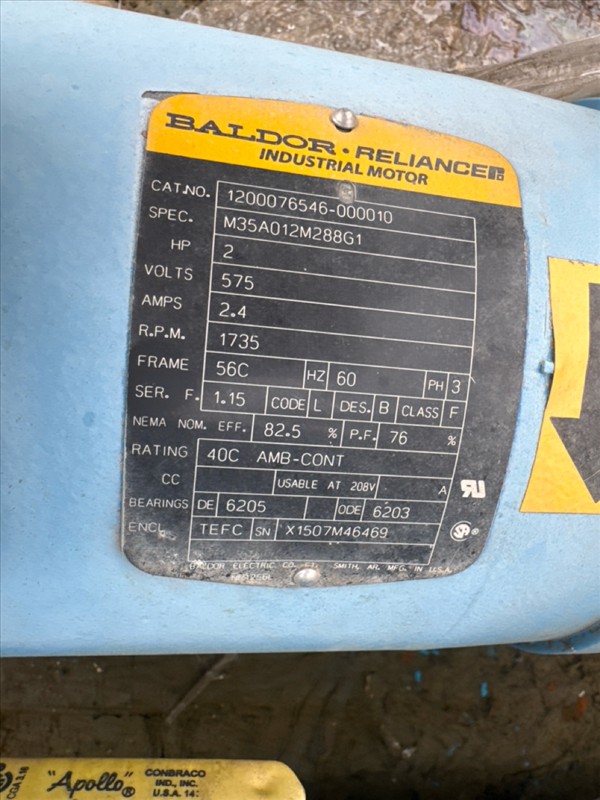 BALDOR • RELIANCE
INDUSTRIAL MOTOR
CAT.NO. 1200076546-000010
SPEC. M35A012M288G1
HP 2
VOLTS 575
AMPS 2.4
R.P.M. 1735
FRAME 56C HZ 60 PH 3
SER. F. 1.15 CODE L DES. B CLASS F
NEMA NOM. EFF. 82.5 % P.F. 76 %
RATING 40C AMB-CONT
CC USABLE AT 208V A
BEARINGS DE 6205 ODE 6203
ENCL TEFC SN X1507M46469
BALDOR ELECTRIC CO. FT. SMITH, AR. MFG. IN U.S.A.
"Apollo"®
CONBRACO
IND., INC.
U.S.A.